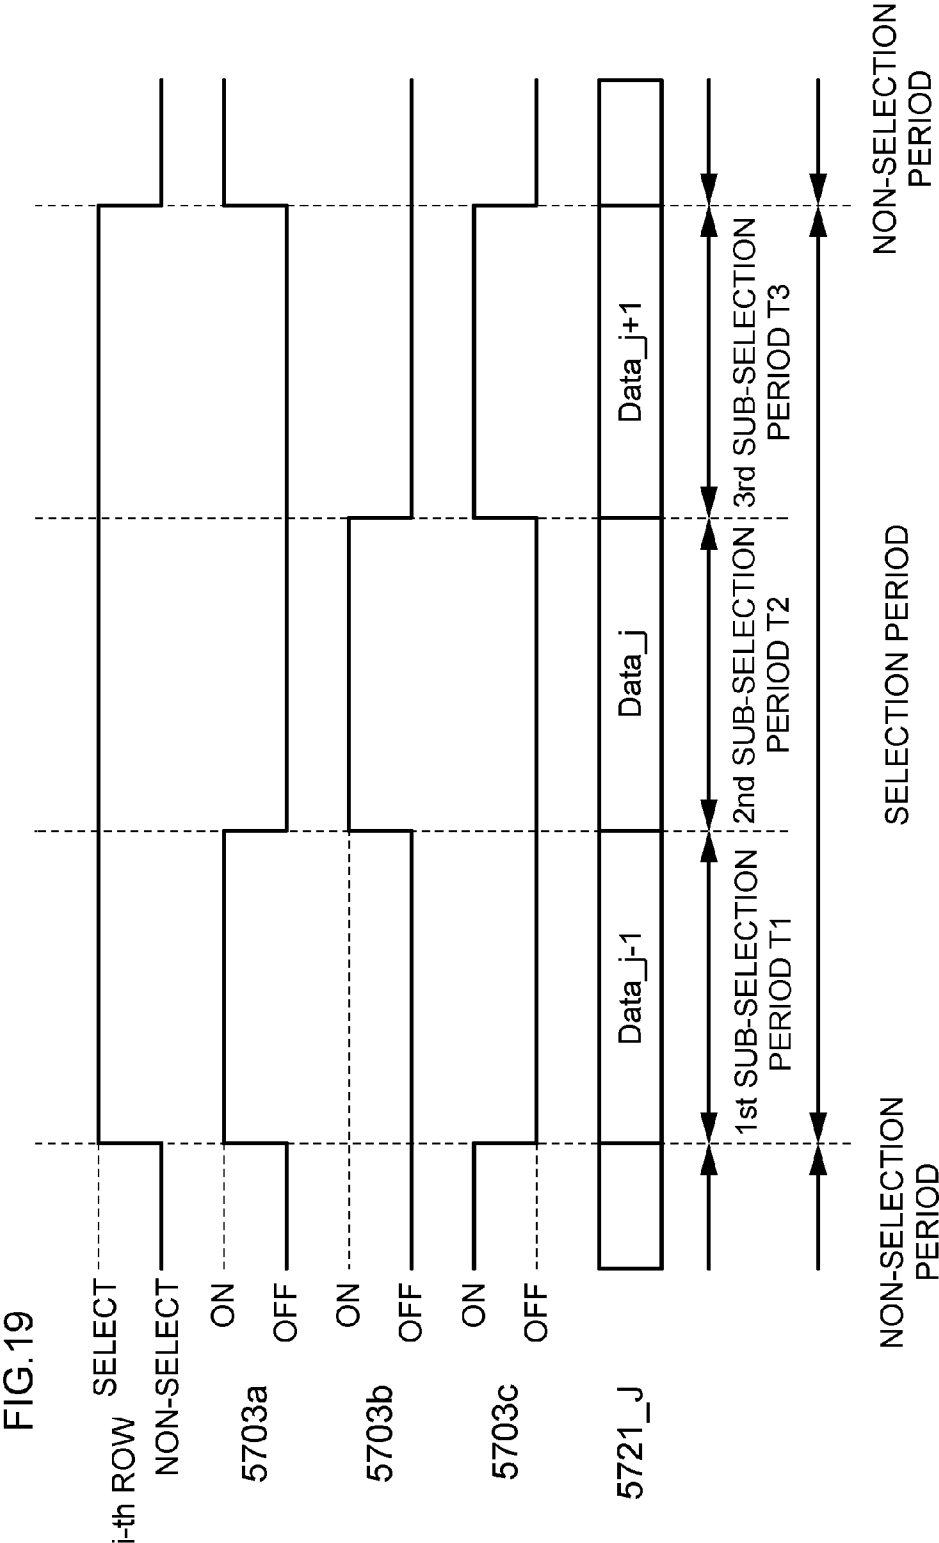 FIG.19
i-th ROW
SELECT
NON-SELECT
5703a
ON
OFF
5703b
ON
OFF
5703c
ON
OFF
5721_J
Data_j-1
Data_j
Data_j+1
1st SUB-SELECTION
PERIOD T1
2nd SUB-SELECTION
PERIOD T2
3rd SUB-SELECTION
PERIOD T3
NON-SELECTION
PERIOD
SELECTION PERIOD
NON-SELECTION
PERIOD